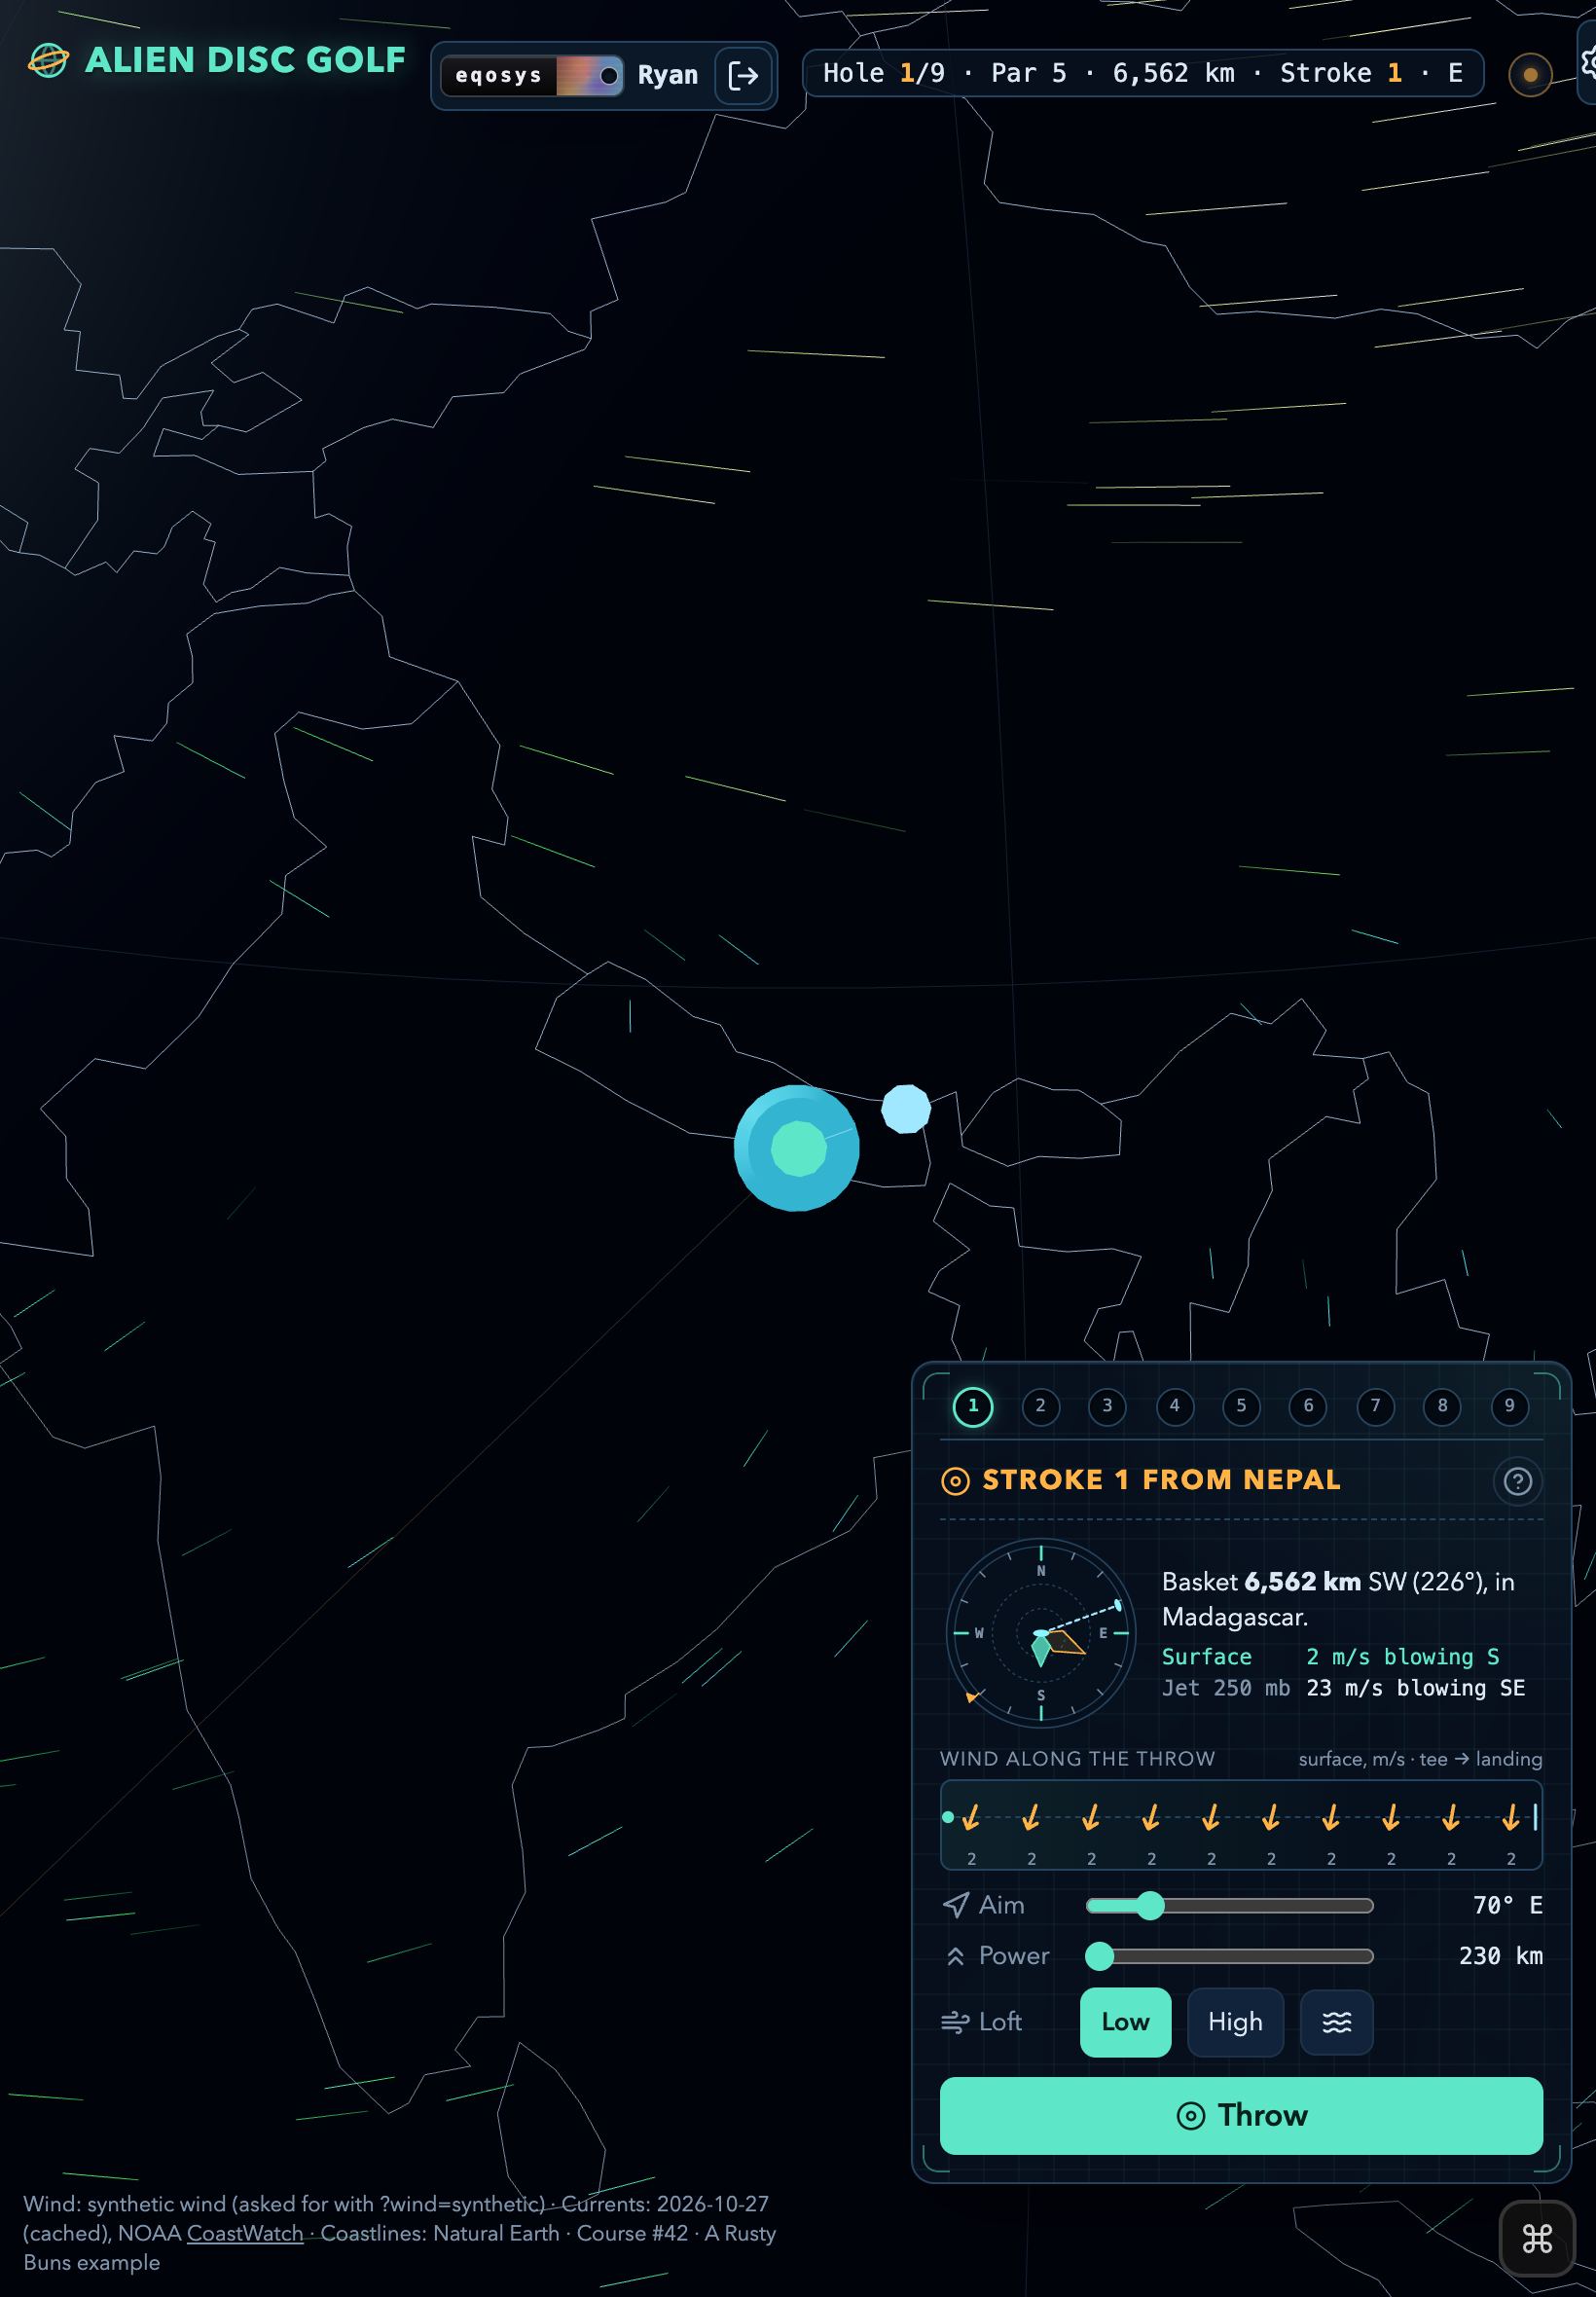 ALIEN DISC GOLF
eqosys
Ryan
Hole 1/9 · Par 5 · 6,562 km · Stroke 1 · E
1 2 3 4 5 6 7 8 9
STROKE 1 FROM NEPAL
?
N
W
E
S
Basket 6,562 km SW (226°), in
Madagascar.
Surface 2 m/s blowing S
Jet 250 mb 23 m/s blowing SE
WIND ALONG THE THROW
surface, m/s · tee → landing
2 2 2 2 2 2 2 2 2 2
Aim 70° E
Power 230 km
Loft Low High
Throw
Wind: synthetic wind (asked for with ?wind=synthetic) · Currents: 2026-10-27
(cached), NOAA CoastWatch · Coastlines: Natural Earth · Course #42 · A Rusty
Buns example